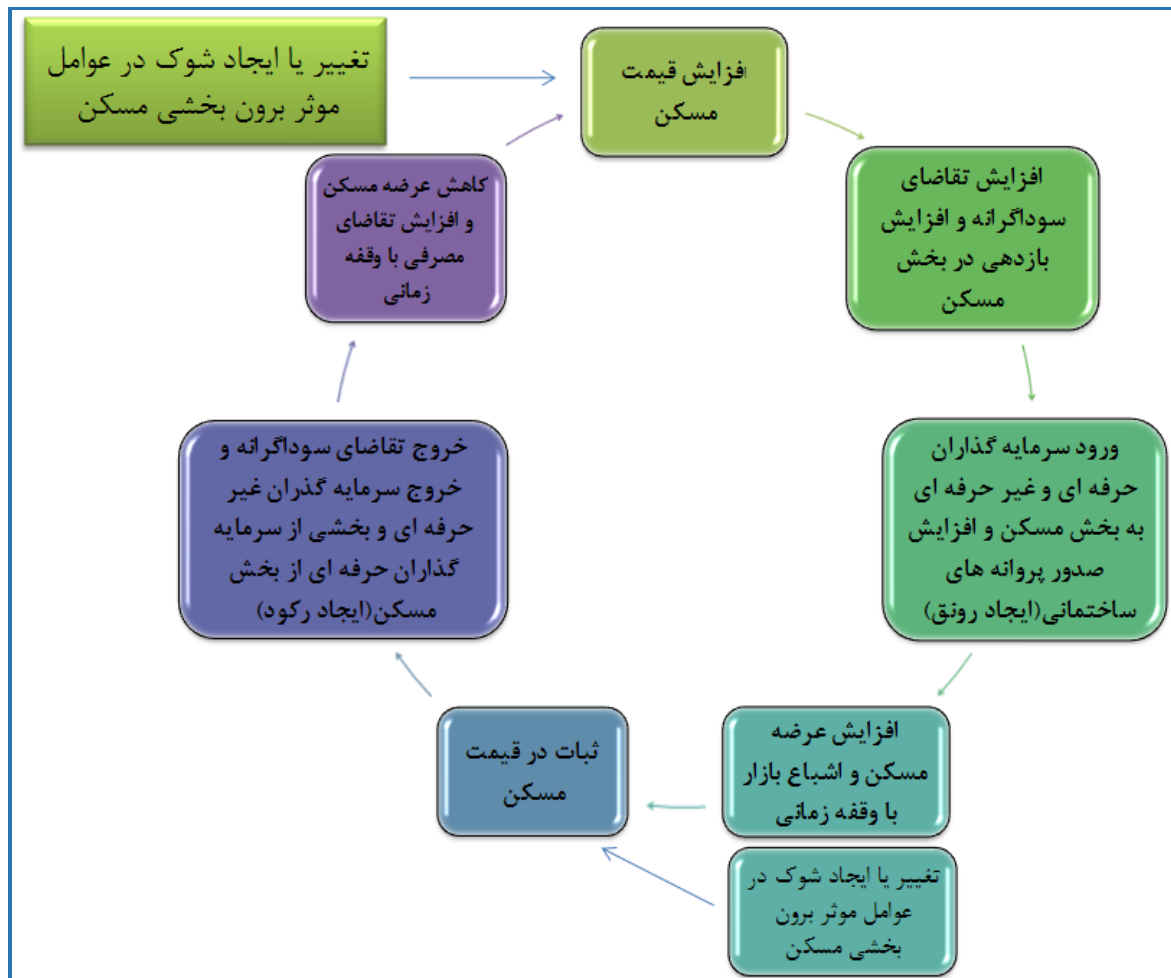 تغییر یا ایجاد شوک در عوامل
موثر برون بخشی مسکن
افزایش قیمت
مسکن
افزایش تقاضای
سوداگرانه و افزایش
بازدهی در بخش
مسکن
ورود سرمایه گذاران
حرفه ای و غیر حرفه ای
به بخش مسکن و افزایش
صدور پروانه های
ساختمانی(ایجاد رونق)
افزایش عرضه
مسکن و اشباع بازار
با وقفه زمانی
تغییر یا ایجاد شوک در
عوامل موثر برون
بخشی مسکن
ثبات در قیمت
مسکن
خروج تقاضای سوداگرانه و
خروج سرمایه گذران غیر
حرفه ای و بخشی از سرمایه
گذاران حرفه ای از بخش
مسکن(ایجاد رکود)
کاهش عرضه مسکن
و افزایش تقاضای
مصرفی با وقفه
زمانی